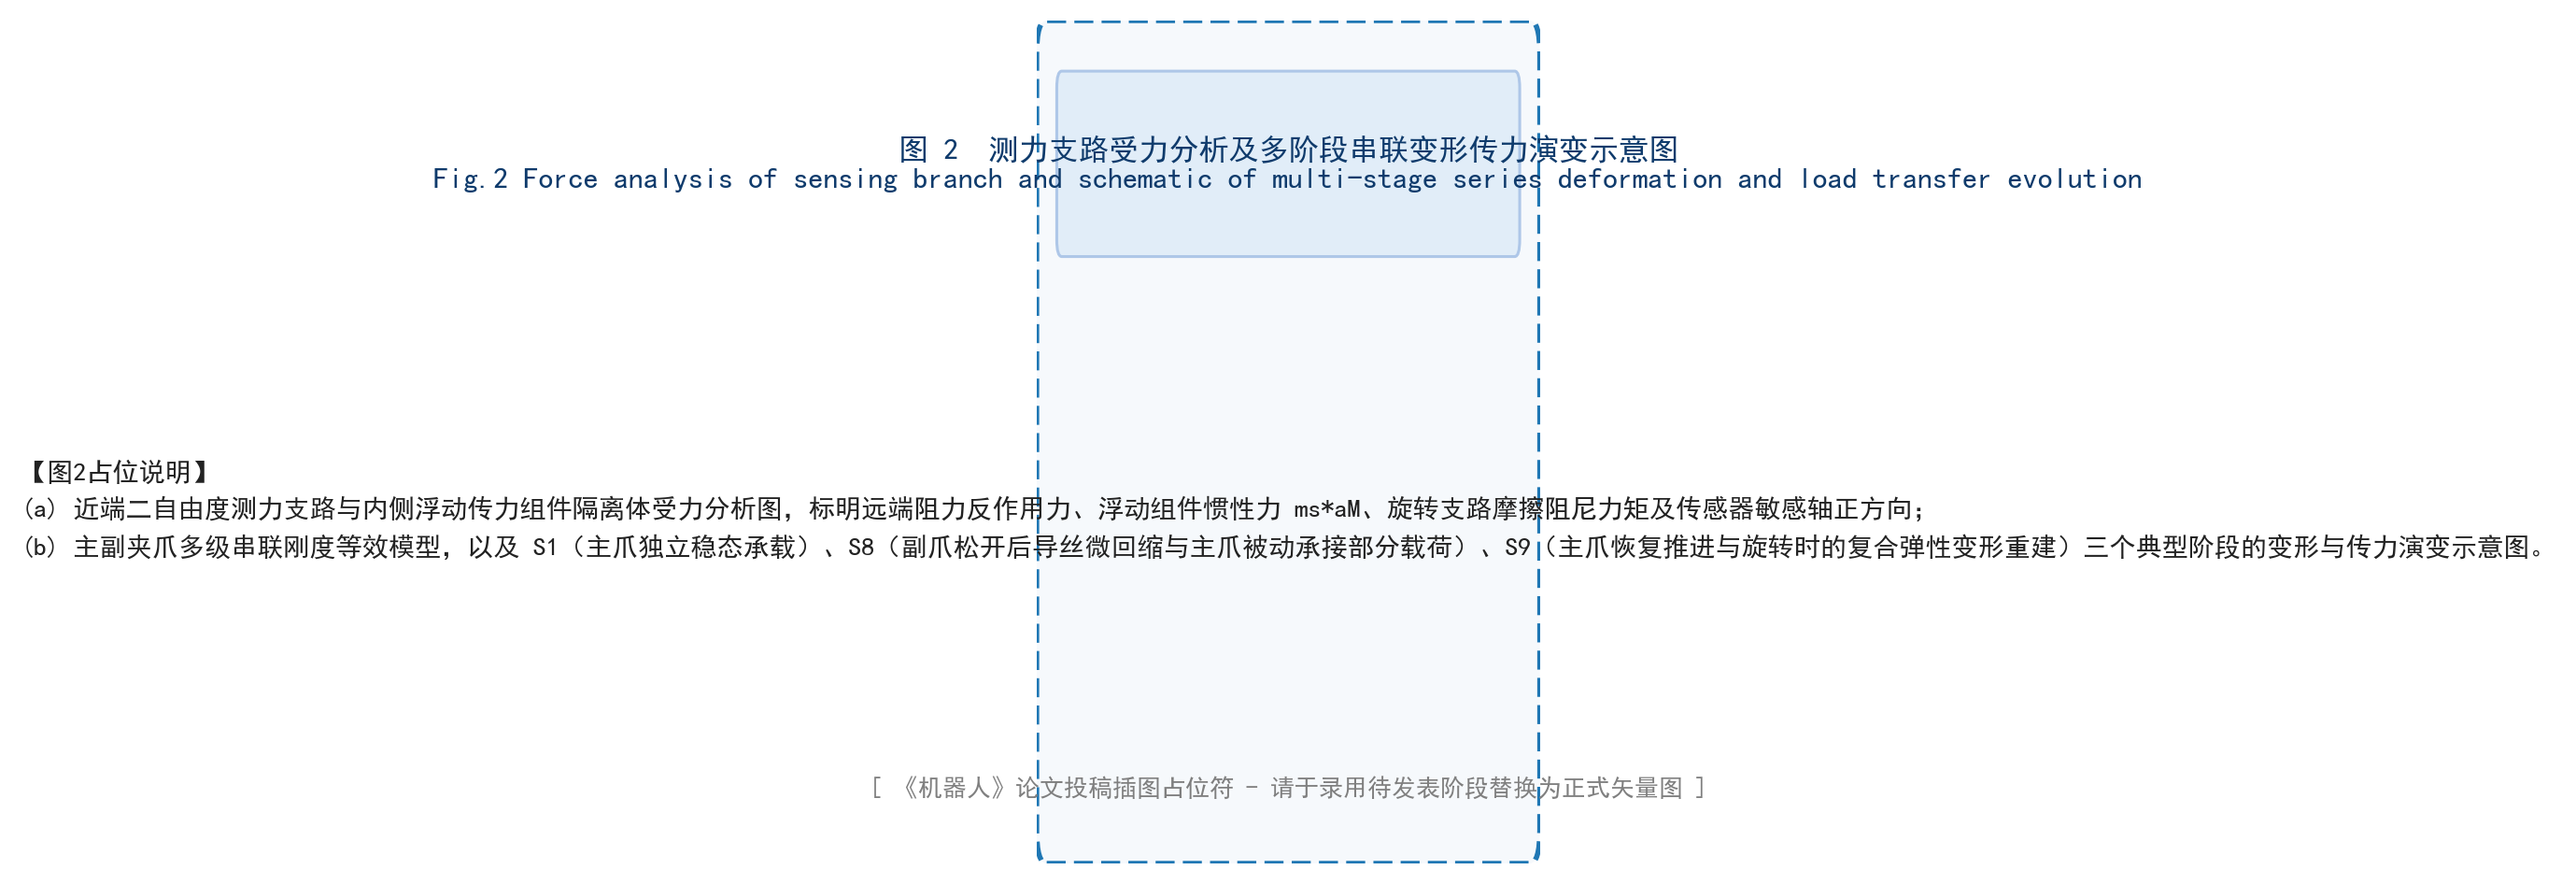 图 2  测力支路受力分析及多阶段串联变形传力演变示意图
Fig.2 Force analysis of sensing branch and schematic of multi-stage series deformation and load transfer evolution
【图2占位说明】
(a) 近端二自由度测力支路与内侧浮动传力组件隔离体受力分析图，标明远端阻力反作用力、浮动组件惯性力 ms*aM、旋转支路摩擦阻尼力矩及传感器敏感轴正方向；
(b) 主副夹爪多级串联刚度等效模型，以及 S1（主爪独立稳态承载）、S8（副爪松开后导丝微回缩与主爪被动承接部分载荷）、S9（主爪恢复推进与旋转时的复合弹性变形重建）三个典型阶段的变形与传力演变示意图。
[ 《机器人》论文投稿插图占位符 - 请于录用待发表阶段替换为正式矢量图 ]